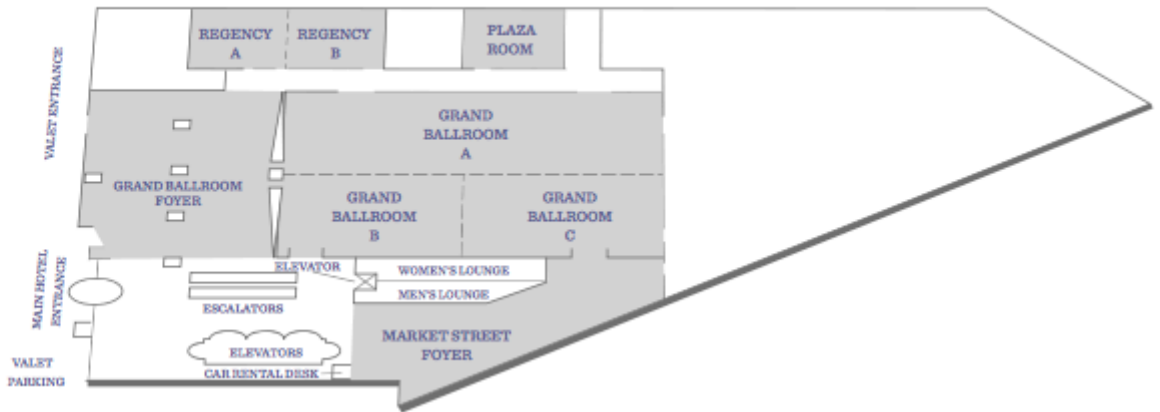 REGENCY
A
REGENCY
B
PLAZA
ROOM
VALET ENTRANCE
GRAND
BALLROOM
A
GRAND BALLROOM
FOYER
GRAND
BALLROOM
B
GRAND
BALLROOM
C
MAIN HOTEL
ENTRANCE
ELEVATOR
WOMEN'S LOUNGE
MEN'S LOUNGE
ESCALATORS
MARKET STREET
FOYER
ELEVATORS
CAR RENTAL DESK
VALET
PARKING